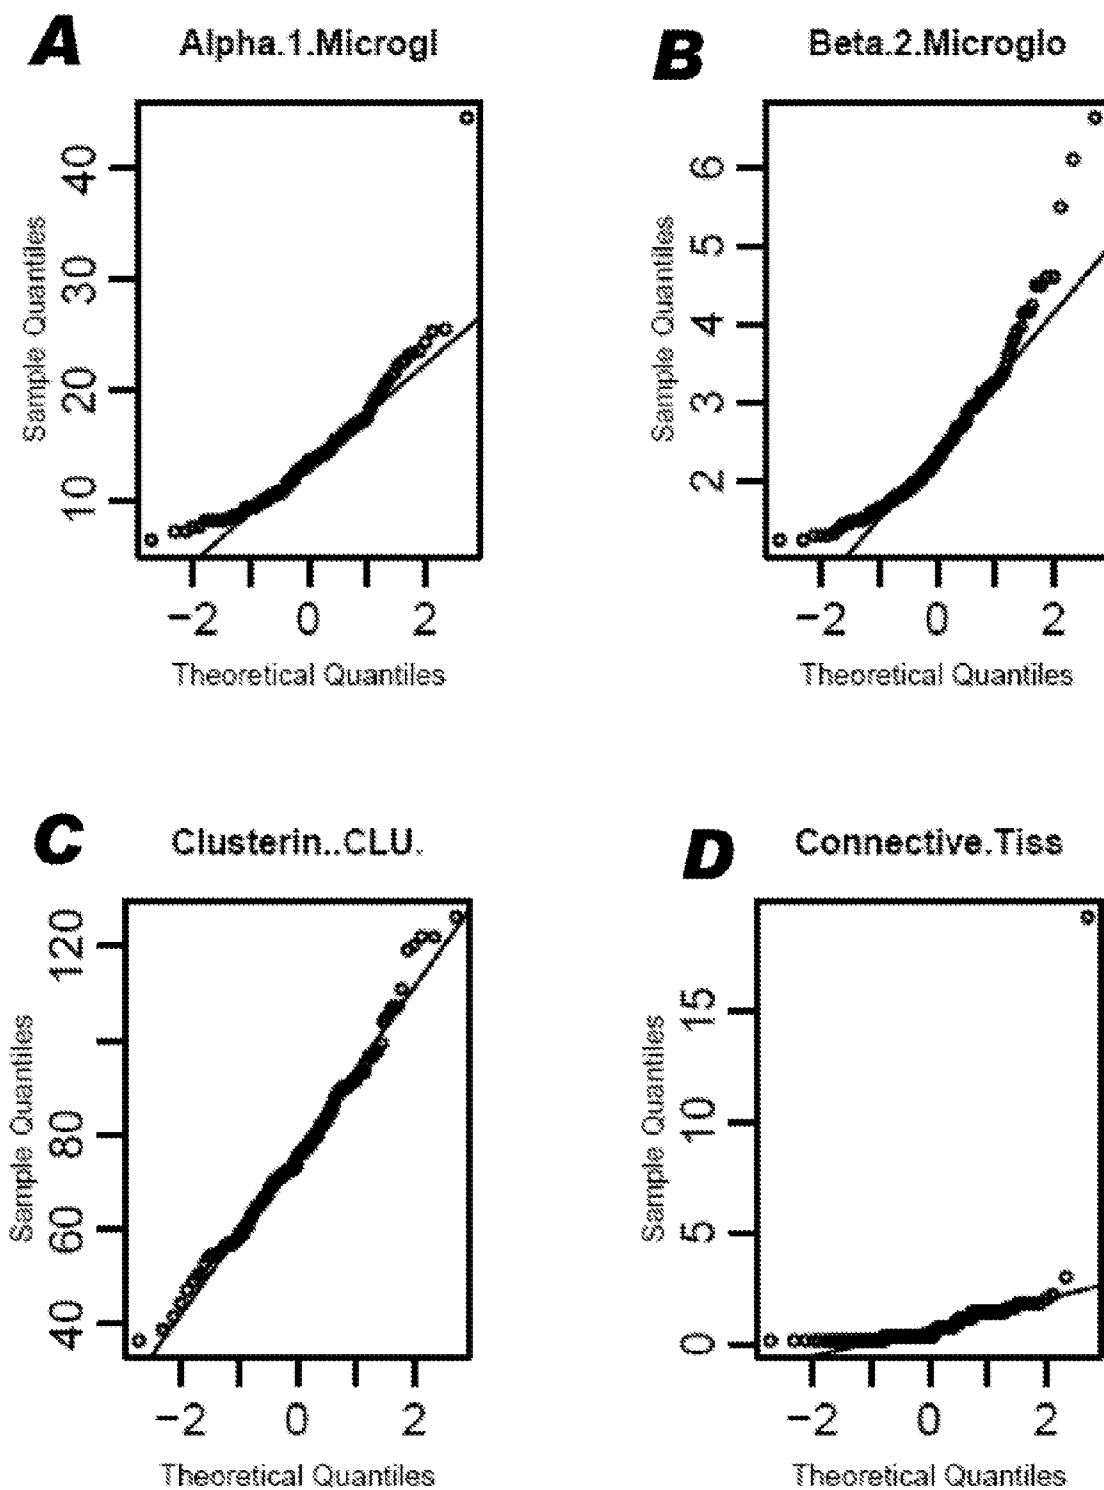 A
Alpha.1.Microgl
Sample Quantiles
40
30
20
10
−2
0
2
Theoretical Quantiles
B
Beta.2.Microglo
Sample Quantiles
6
5
4
3
2
−2
0
2
Theoretical Quantiles
C
Clusterin..CLU.
Sample Quantiles
120
80
60
40
−2
0
2
Theoretical Quantiles
D
Connective.Tiss
Sample Quantiles
15
10
5
0
−2
0
2
Theoretical Quantiles